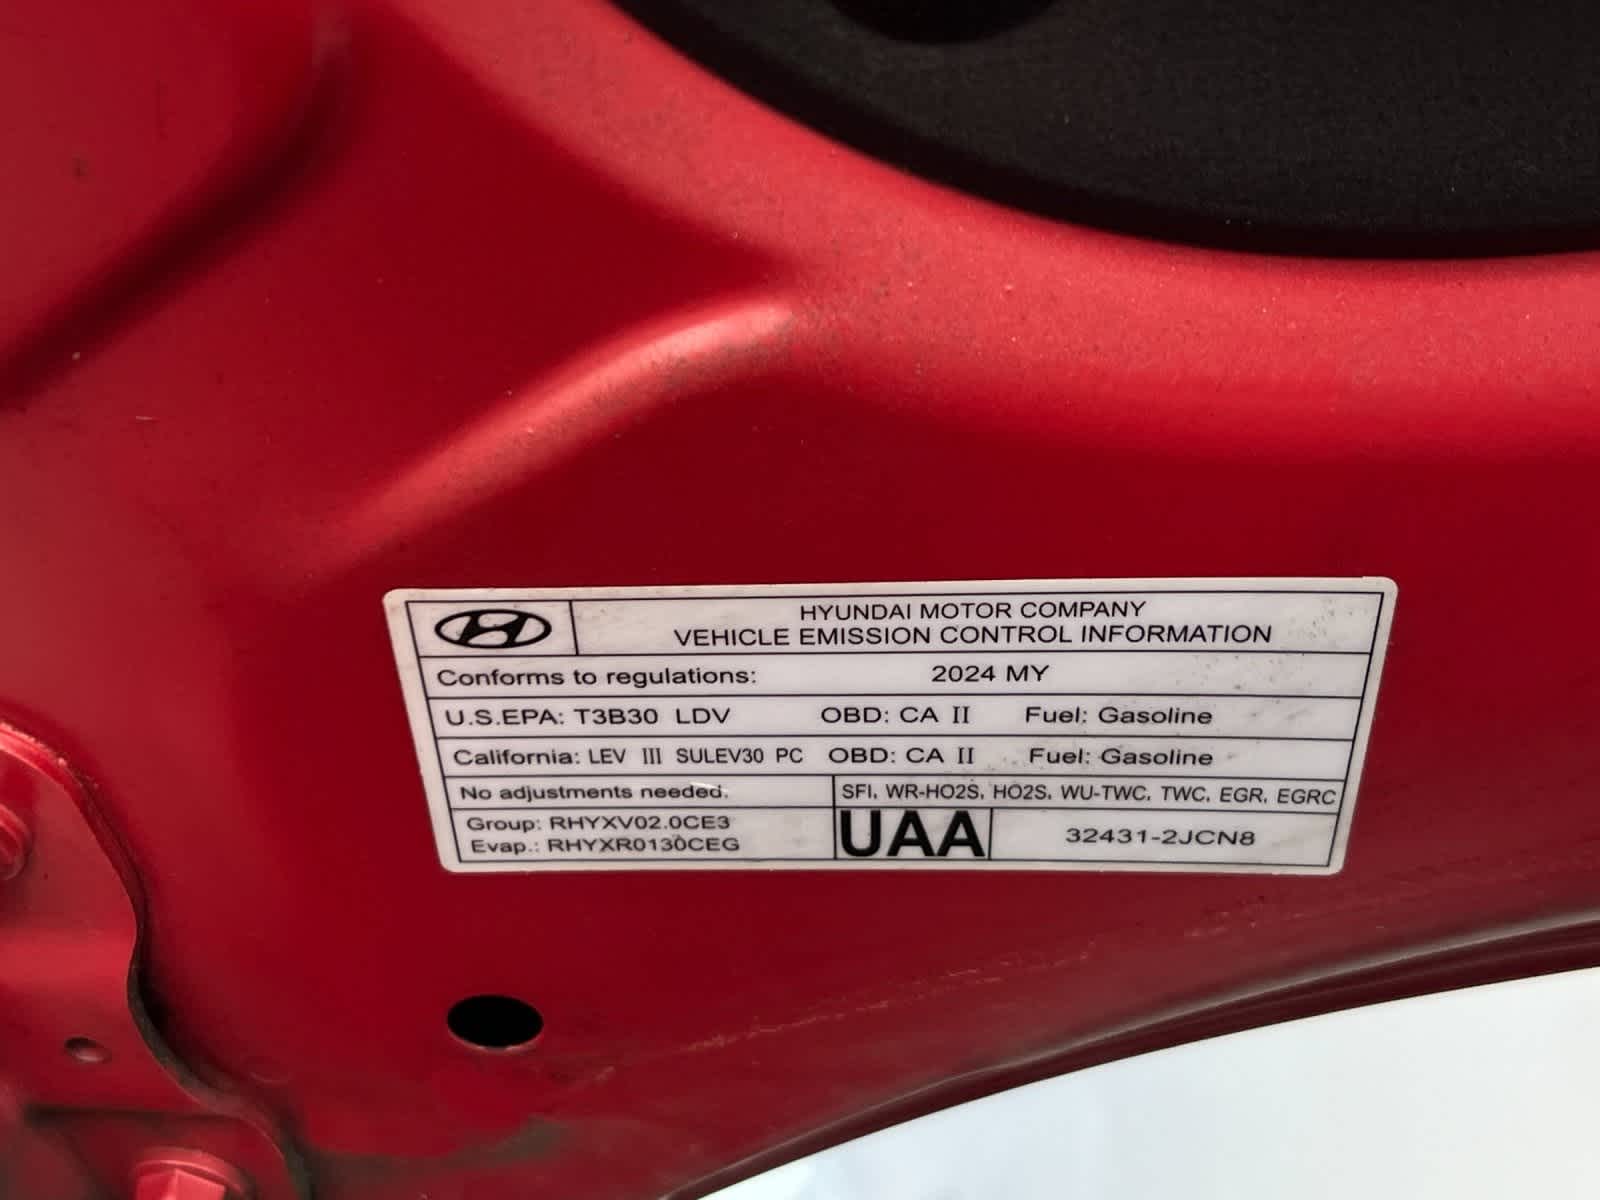 HYUNDAI MOTOR COMPANY
VEHICLE EMISSION CONTROL INFORMATION
Conforms to regulations: 2024 MY
U.S.EPA: T3B30 LDV OBD: CA II Fuel: Gasoline
California: LEV III SULEV30 PC OBD: CA II Fuel: Gasoline
No adjustments needed. SFI, WR-HO2S, HO2S, WU-TWC, TWC, EGR, EGRC
Group: RHYXV02.0CE3
Evap.: RHYXR0130CEG
UAA
32431-2JCN8